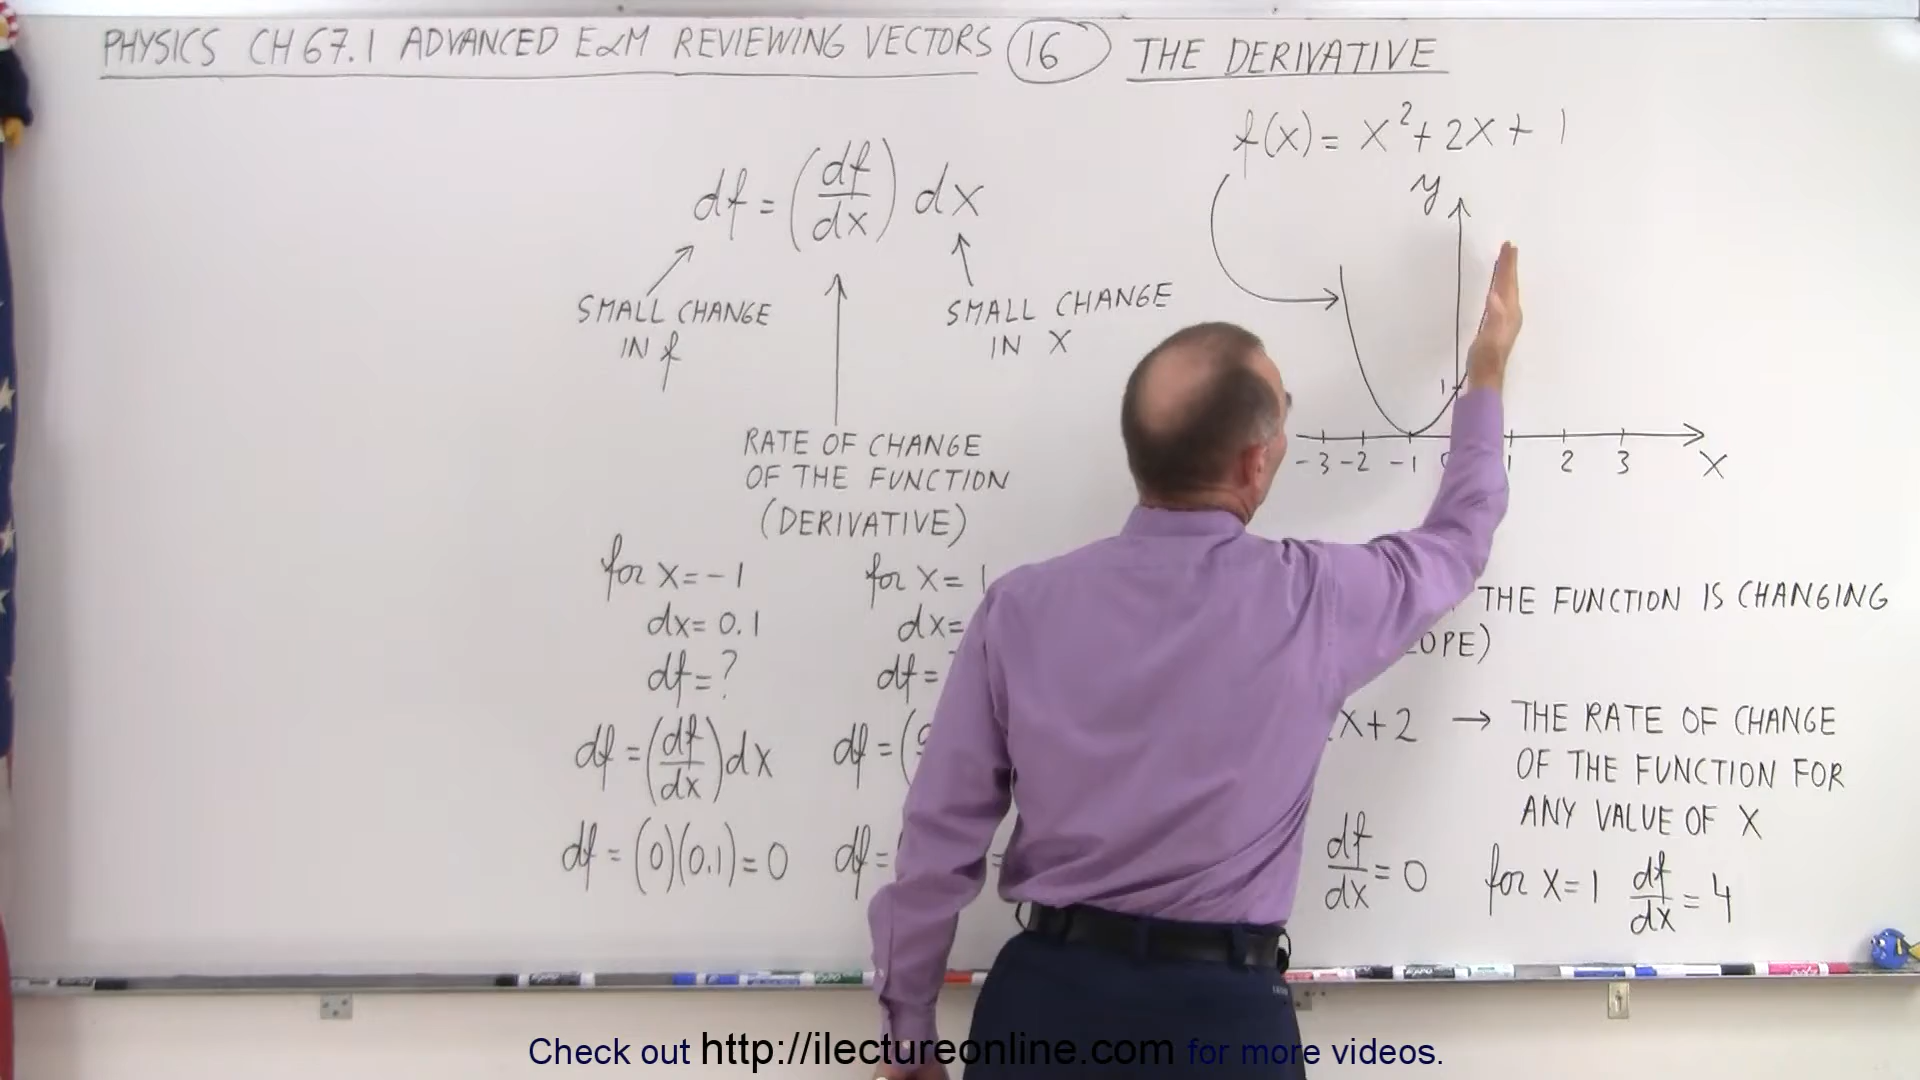 PHYSICS CH 67.1 ADVANCED E&M REVIEWING VECTORS 16 THE DERIVATIVE
f(x) = x² + 2x + 1
df = (df/dx) dx
SMALL CHANGE
IN f
SMALL CHANGE
IN X
RATE OF CHANGE
OF THE FUNCTION
(DERIVATIVE)
y
1
-3 -2 -1 2 3 X
for x = -1
dx = 0.1
df = ?
df = (df/dx) dx
df = (0)(0.1) = 0
for x = 1
dx =
df =
df = (
df =
THE FUNCTION IS CHANGING
x + 2 → THE RATE OF CHANGE
OF THE FUNCTION FOR
ANY VALUE OF X
df/dx = 0
for x = 1 df/dx = 4
Check out http://ilectureonline.com for more videos.